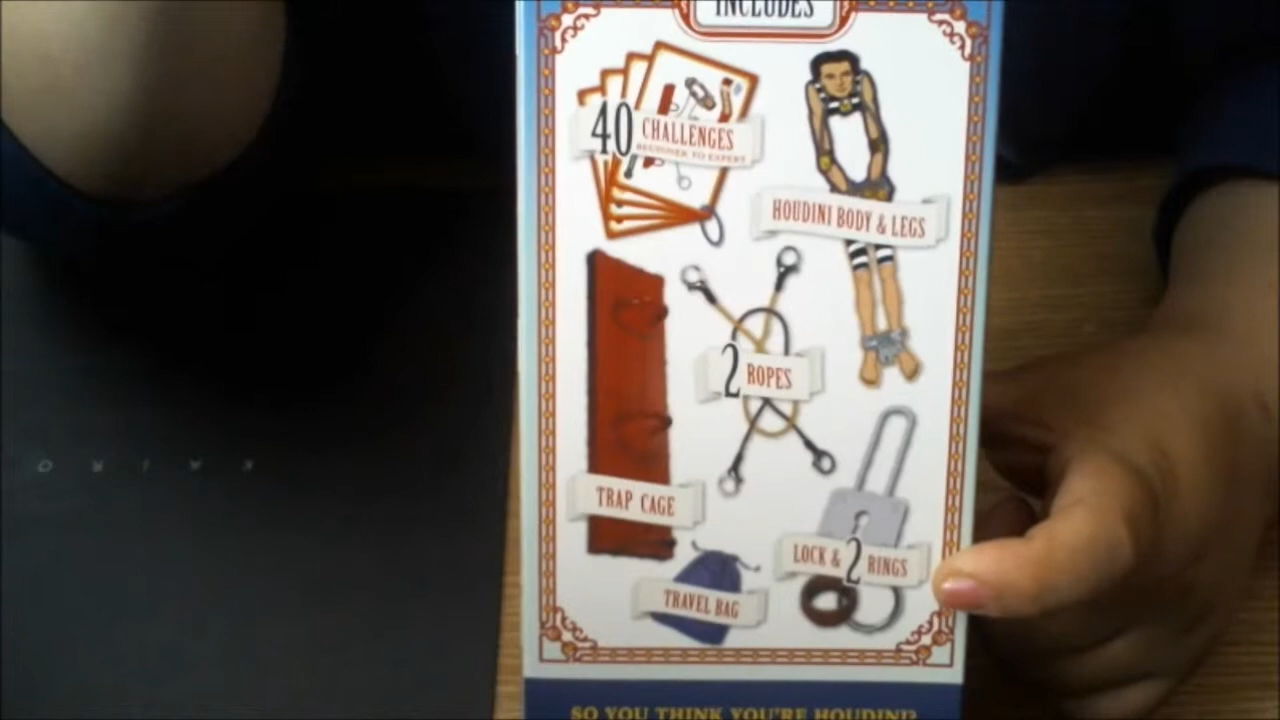 INCLUDES
40 CHALLENGES
BEGINNER TO EXPERT
HOUDINI BODY & LEGS
2 ROPES
TRAP CAGE
LOCK & 2 RINGS
TRAVEL BAG
SO YOU THINK YOU'RE HOUDINI?